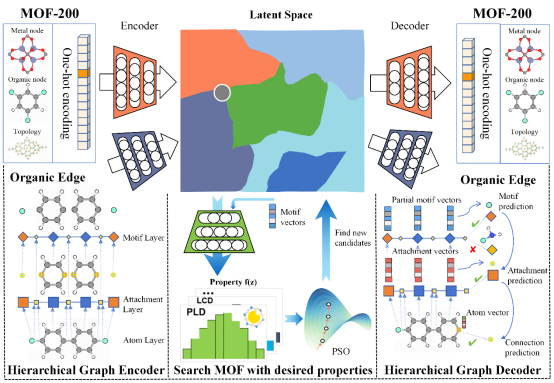 MOF-200
Metal node
Organic node
Topology
One-hot encoding
Encoder
Latent Space
Decoder
MOF-200
Metal node
Organic node
Topology
One-hot encoding
Organic Edge
Motif Layer
Attachment
Layer
Atom Layer
Hierarchical Graph Encoder
Motif
vectors
Find new
candidates
Property f(z)
LCD
PLD
PSO
Search MOF with desired properties
Organic Edge
Partial motif vectors
Motif
prediction
Attachment vectors
Attachment
prediction
Atom vector
Connection prediction
Hierarchical Graph Decoder